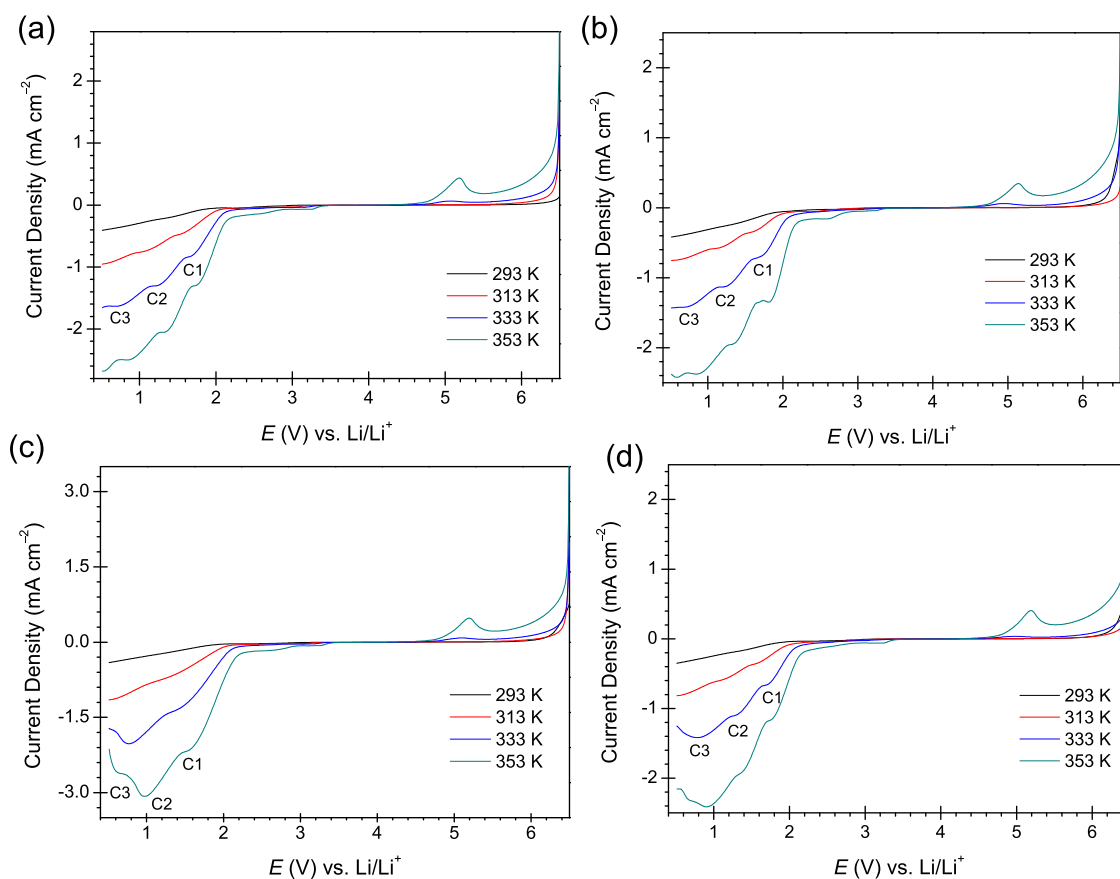 (a)
Current Density (mA cm⁻²)
2
1
0
-1
-2
C1
C2
C3
293 K
313 K
333 K
353 K
1 2 3 4 5 6
E (V) vs. Li/Li⁺
(b)
Current Density (mA cm⁻²)
2
1
0
-1
-2
C1
C2
C3
293 K
313 K
333 K
353 K
1 2 3 4 5 6
E (V) vs. Li/Li⁺
(c)
Current Density (mA cm⁻²)
3.0
1.5
0.0
-1.5
-3.0
C1
C3 C2
293 K
313 K
333 K
353 K
1 2 3 4 5 6
E (V) vs. Li/Li⁺
(d)
Current Density (mA cm⁻²)
2
1
0
-1
-2
C1
C2
C3
293 K
313 K
333 K
353 K
1 2 3 4 5 6
E (V) vs. Li/Li⁺